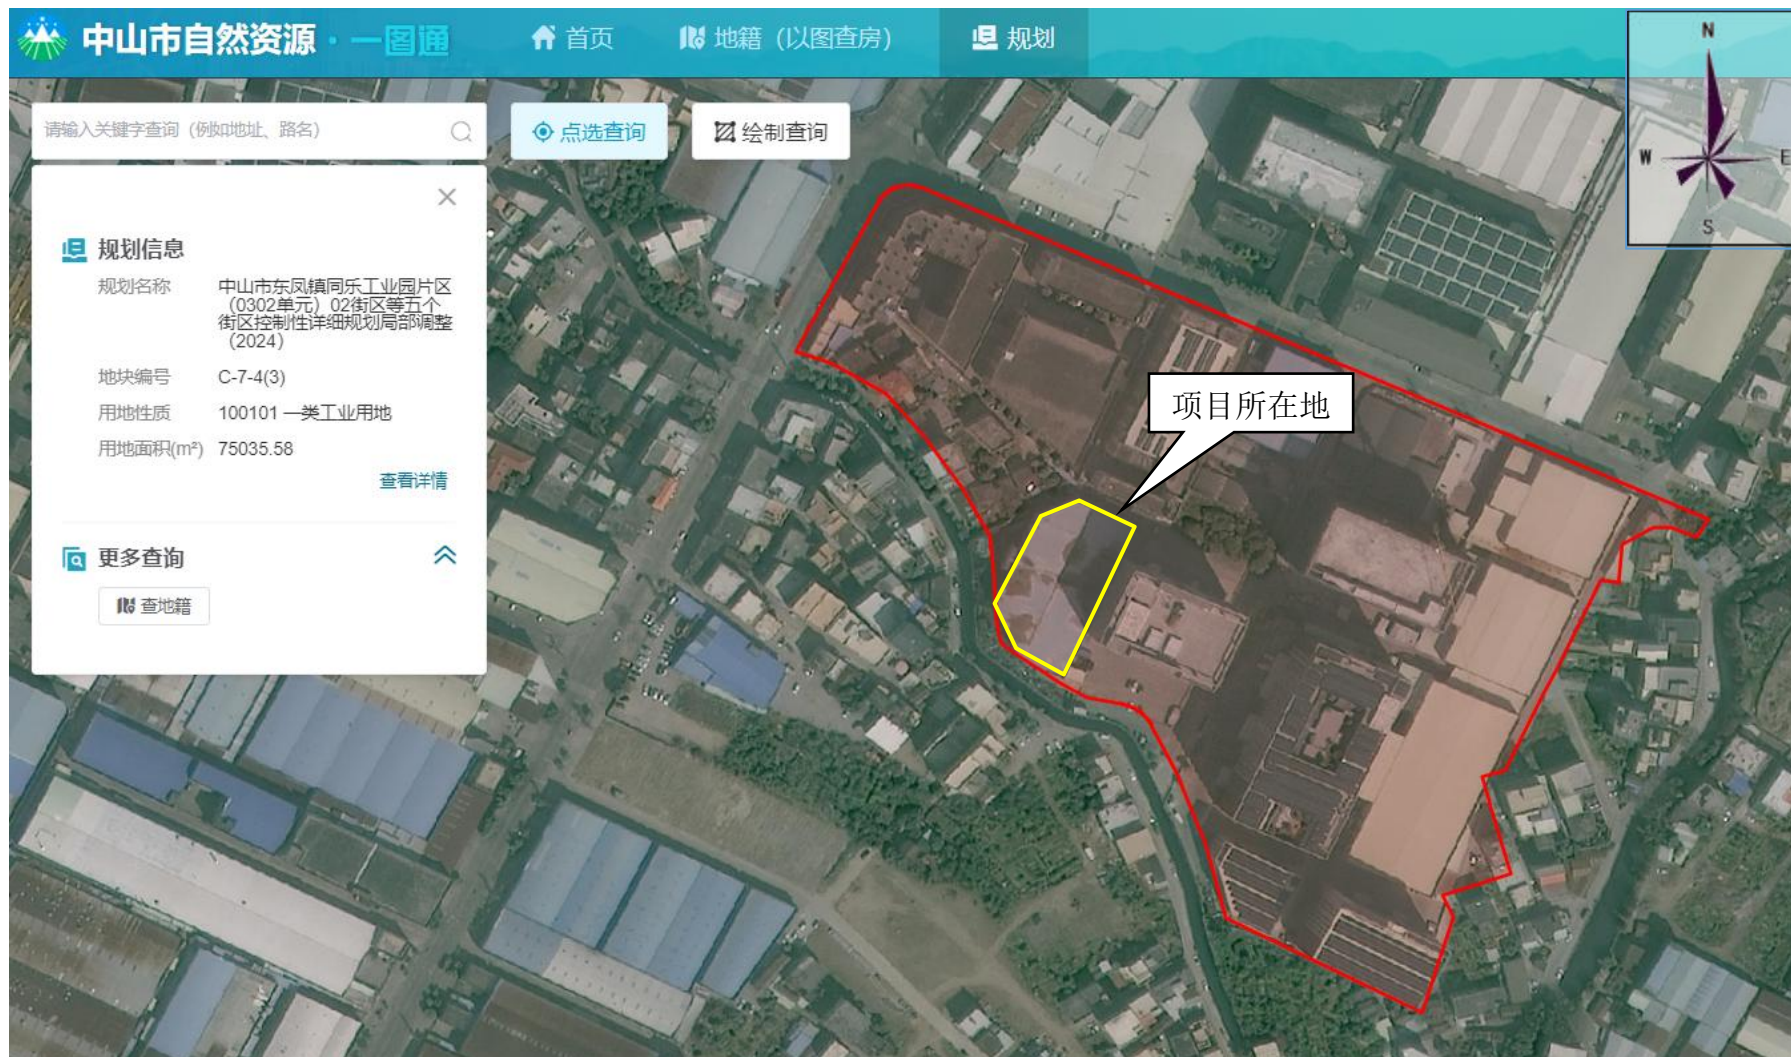 中山市自然资源·一图通
首页
地籍（以图查房）
规划
N
W
E
S
请输入关键字查询（例如地址、路名）
点选查询
绘制查询
规划信息
规划名称
中山市东凤镇同乐工业园片区
（0302单元）02街区等五个
街区控制性详细规划局部调整
（2024）
地块编号 C-7-4(3)
用地性质 100101 一类工业用地
用地面积(m²) 75035.58
查看详情
更多查询
查地籍
项目所在地